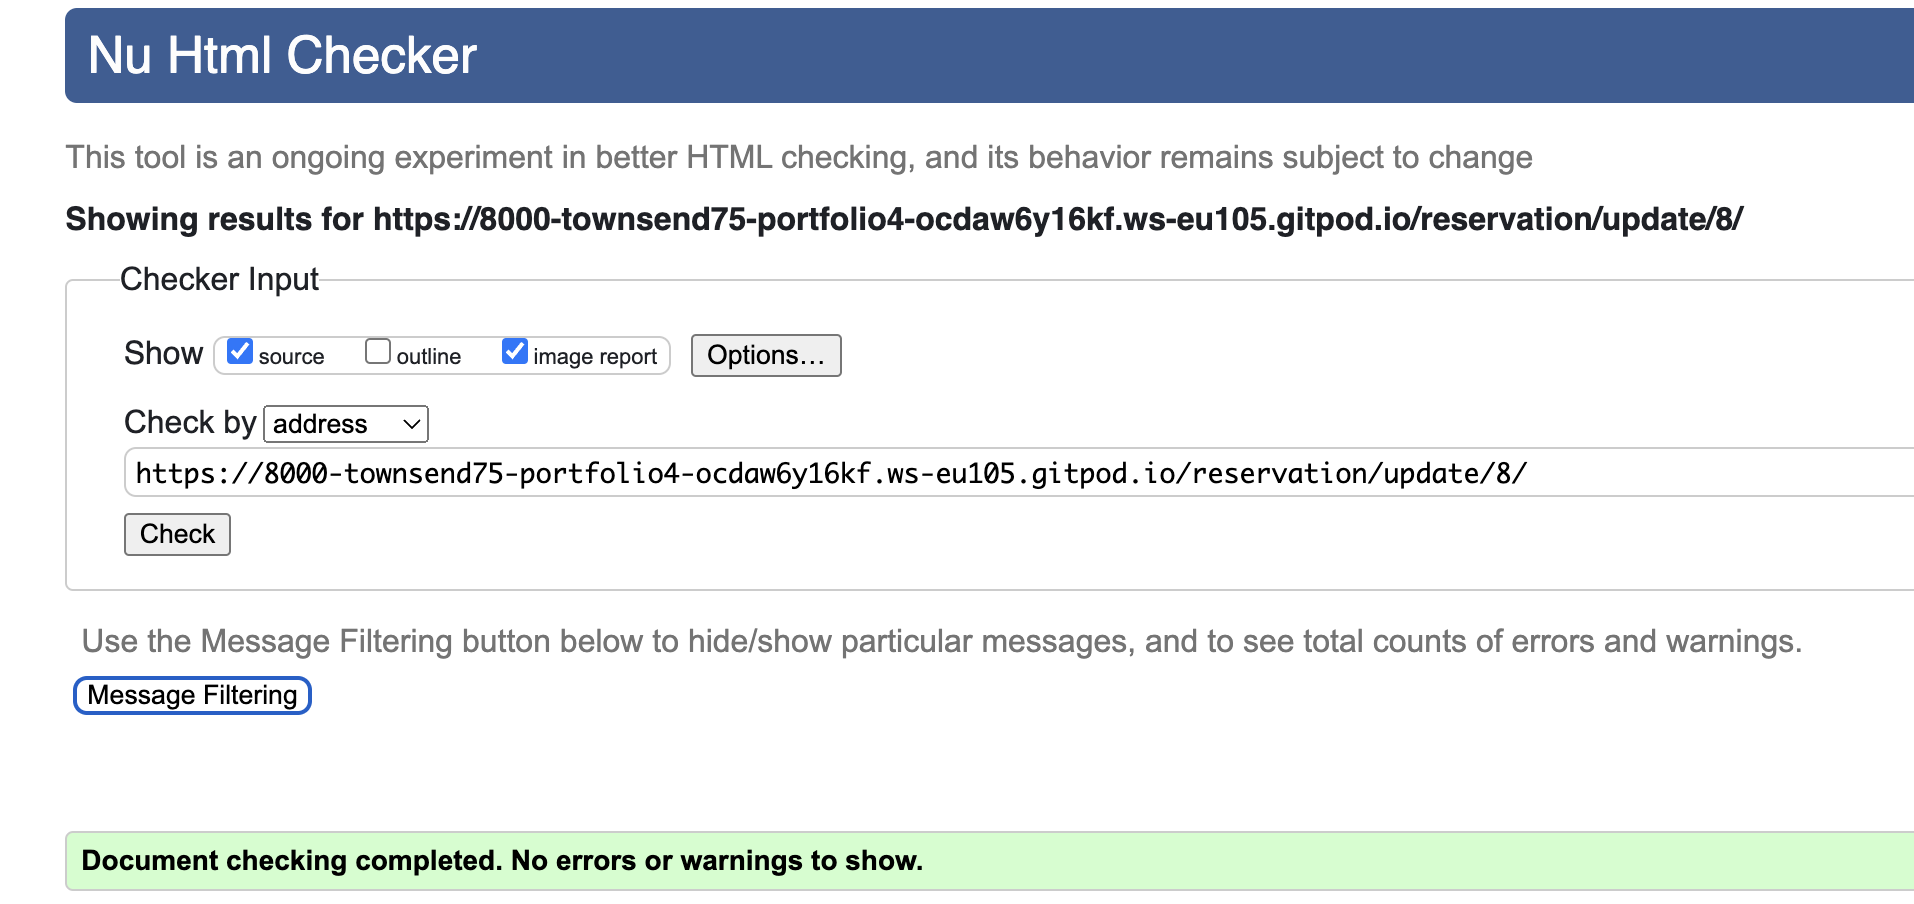 Nu Html Checker
This tool is an ongoing experiment in better HTML checking, and its behavior remains subject to change
Showing results for https://8000-townsend75-portfolio4-ocdaw6y16kf.ws-eu105.gitpod.io/reservation/update/8/
Checker Input
Show source outline image report Options...
Check by address
https://8000-townsend75-portfolio4-ocdaw6y16kf.ws-eu105.gitpod.io/reservation/update/8/
Check
Use the Message Filtering button below to hide/show particular messages, and to see total counts of errors and warnings.
Message Filtering
Document checking completed. No errors or warnings to show.